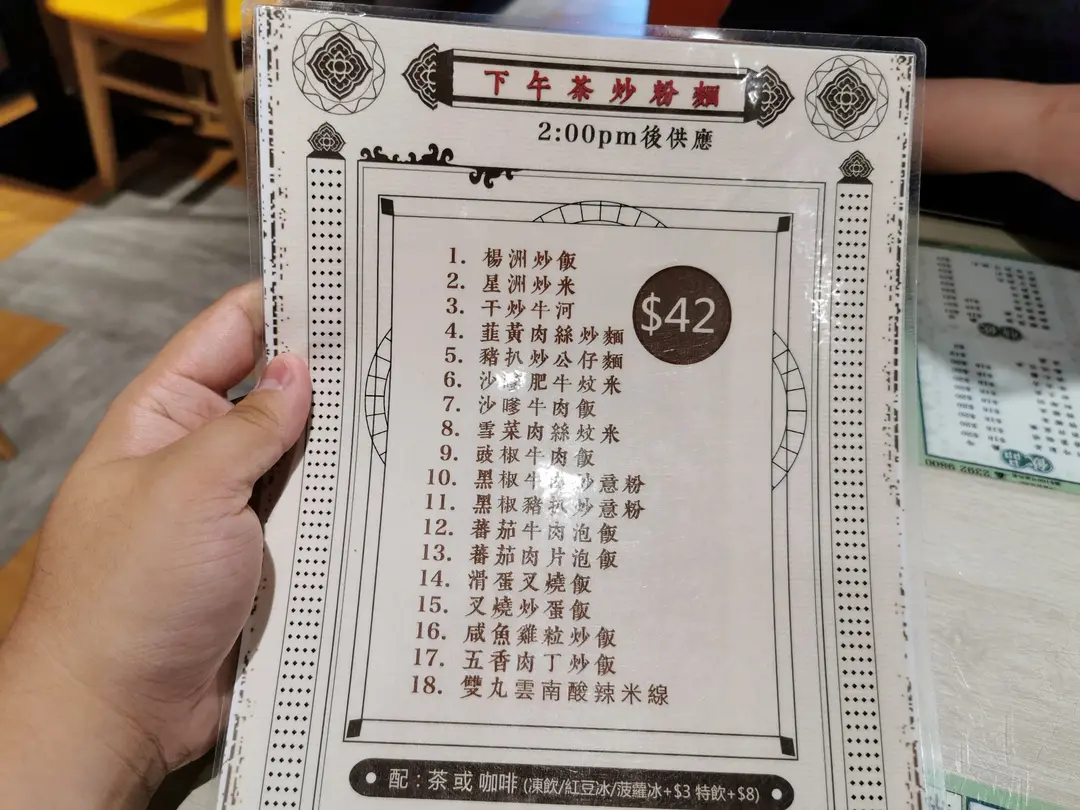 下午茶炒粉麵
2:00pm後供應
$42
1. 楊洲炒飯
2. 星洲炒米
3. 干炒牛河
4. 韮黃肉絲炒麵
5. 豬扒炒公仔麵
6. 沙嗲肥牛炆米
7. 沙嗲牛肉飯
8. 雪菜肉絲炆米
9. 豉椒牛肉飯
10. 黑椒牛肉炒意粉
11. 黑椒豬扒炒意粉
12. 蕃茄牛肉泡飯
13. 蕃茄肉片泡飯
14. 滑蛋叉燒飯
15. 叉燒炒蛋飯
16. 咸魚雞粒炒飯
17. 五香肉丁炒飯
18. 雙丸雲南酸辣米線
配：茶或咖啡 (凍飲/紅豆冰/菠羅冰+$3 特飲+$8)
2392 9800